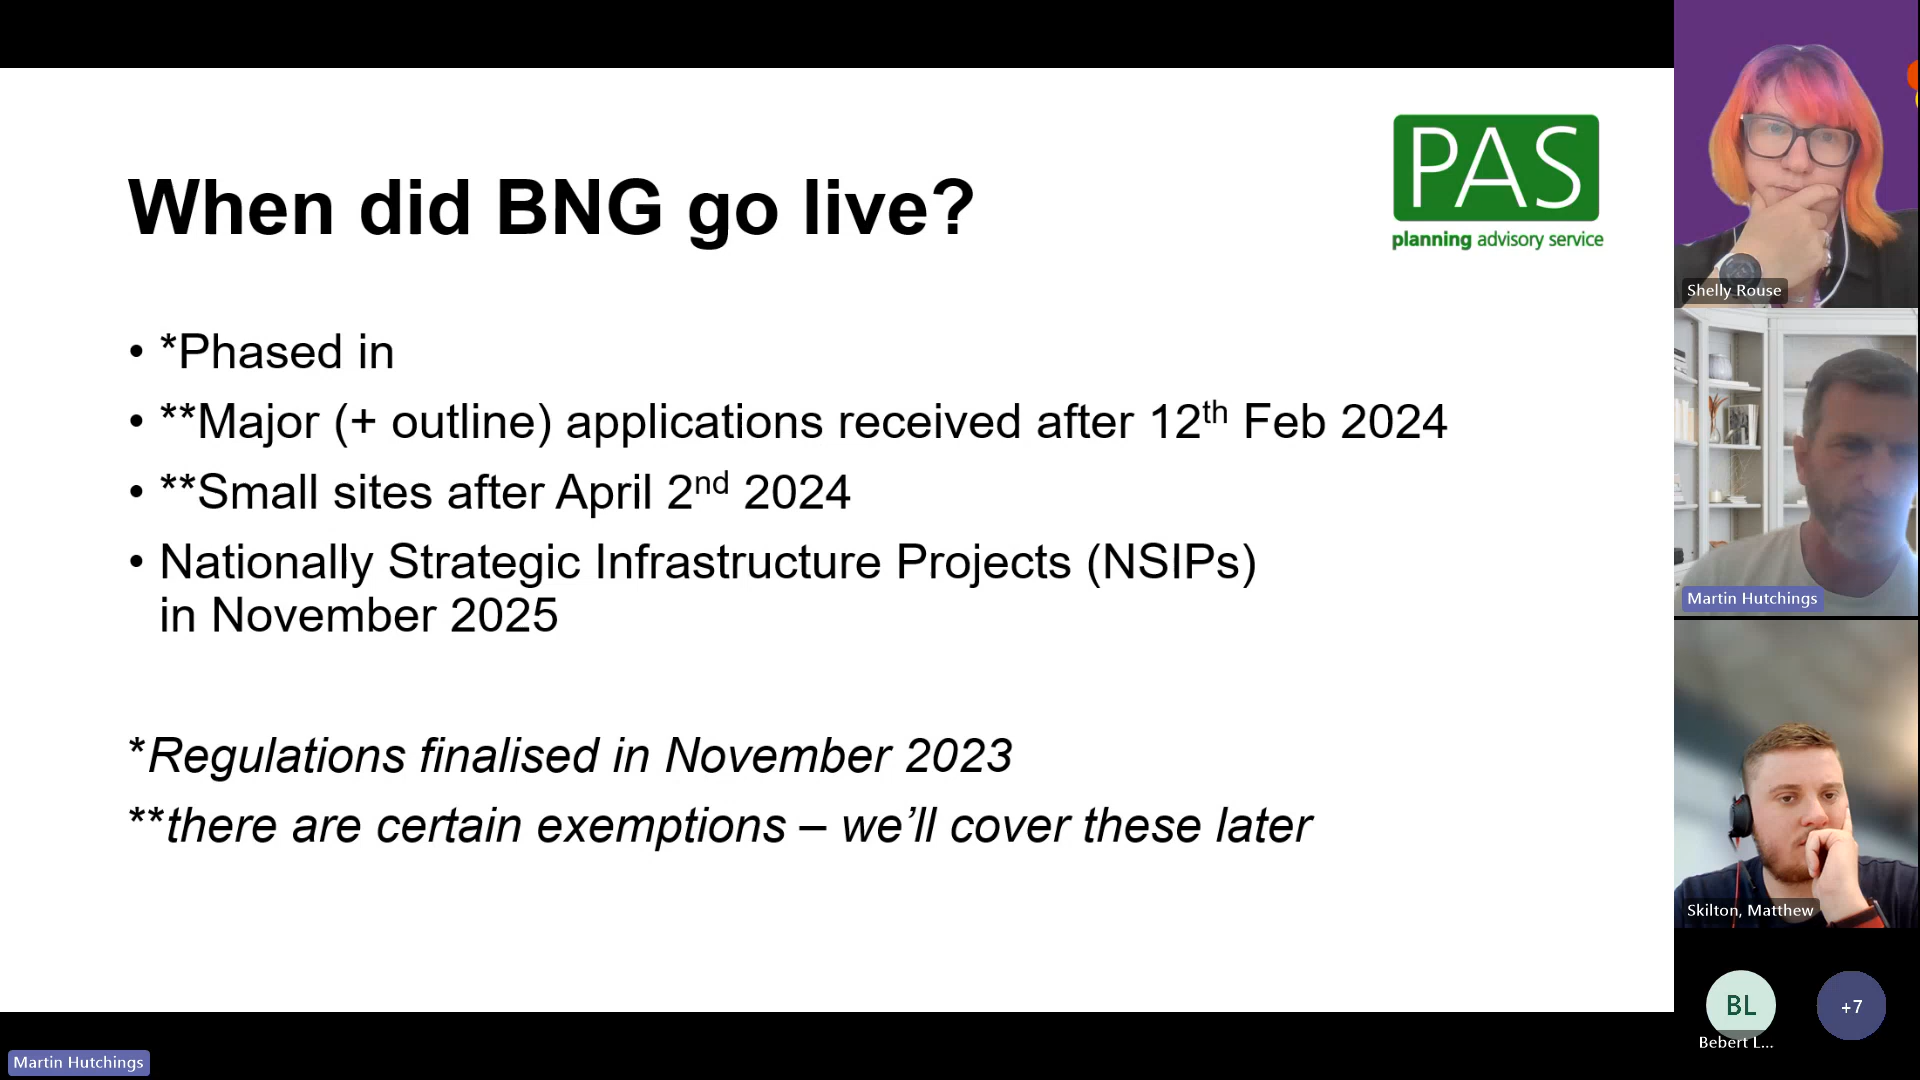 When did BNG go live?
PAS
planning advisory service
• *Phased in
• **Major (+ outline) applications received after 12th Feb 2024
• **Small sites after April 2nd 2024
• Nationally Strategic Infrastructure Projects (NSIPs)
in November 2025
*Regulations finalised in November 2023
**there are certain exemptions – we’ll cover these later
Shelly Rouse
Martin Hutchings
Skilton, Matthew
BL
+7
Bebert L...
Martin Hutchings